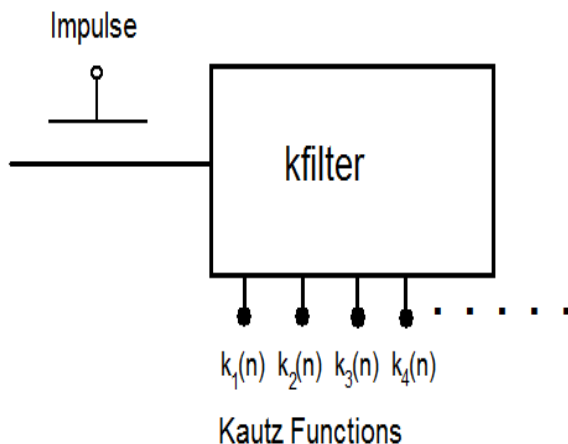 Impulse
kfilter
k₁(n) k₂(n) k₃(n) k₄(n)
Kautz Functions